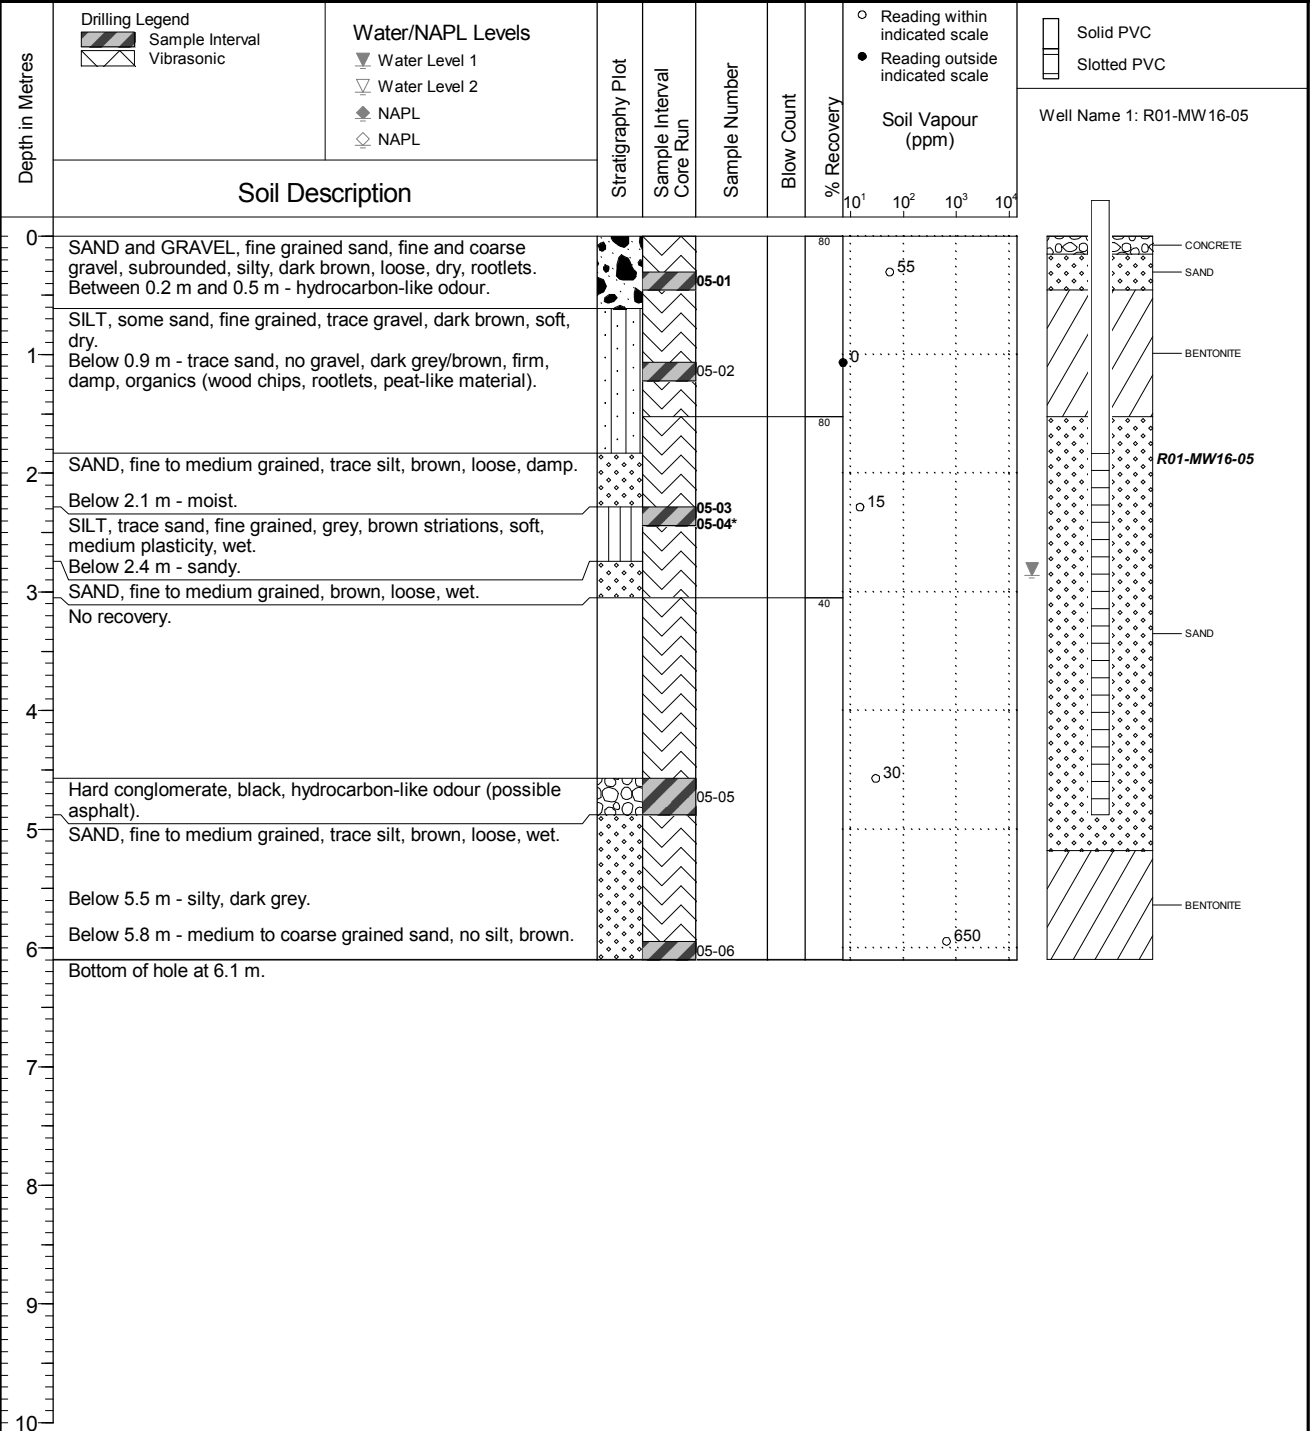 Depth in Metres
Drilling Legend
Sample Interval
Vibrasonic
Water/NAPL Levels
Water Level 1
Water Level 2
NAPL
NAPL
Soil Description
Stratigraphy Plot
Sample Interval
Core Run
Sample Number
Blow Count
% Recovery
Reading within
indicated scale
Reading outside
indicated scale
Soil Vapour
(ppm)
10¹ 10² 10³ 10⁴
Solid PVC
Slotted PVC
Well Name 1: R01-MW16-05
0
SAND and GRAVEL, fine grained sand, fine and coarse
gravel, subrounded, silty, dark brown, loose, dry, rootlets.
Between 0.2 m and 0.5 m - hydrocarbon-like odour.
05-01
80
55
CONCRETE
SAND
SILT, some sand, fine grained, trace gravel, dark brown, soft,
dry.
1
Below 0.9 m - trace sand, no gravel, dark grey/brown, firm,
damp, organics (wood chips, rootlets, peat-like material).
05-02
0
BENTONITE
80
SAND, fine to medium grained, trace silt, brown, loose, damp.
R01-MW16-05
2
Below 2.1 m - moist.
05-03
05-04*
15
SILT, trace sand, fine grained, grey, brown striations, soft,
medium plasticity, wet.
Below 2.4 m - sandy.
3
SAND, fine to medium grained, brown, loose, wet.
40
No recovery.
SAND
4
Hard conglomerate, black, hydrocarbon-like odour (possible
asphalt).
05-05
30
5
SAND, fine to medium grained, trace silt, brown, loose, wet.
Below 5.5 m - silty, dark grey.
BENTONITE
Below 5.8 m - medium to coarse grained sand, no silt, brown.
6
05-06
650
Bottom of hole at 6.1 m.
7
8
9
10